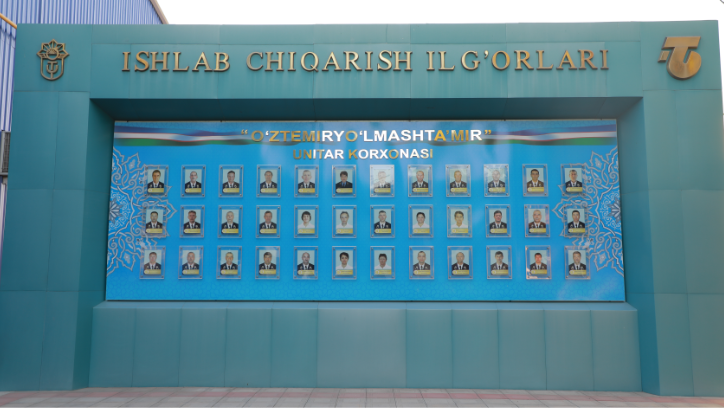 ISHLAB CHIQARISH ILG‘ORLARI
"O‘ZTEMIRYO‘LMASHTA’MIR"
UNITAR KORXONASI